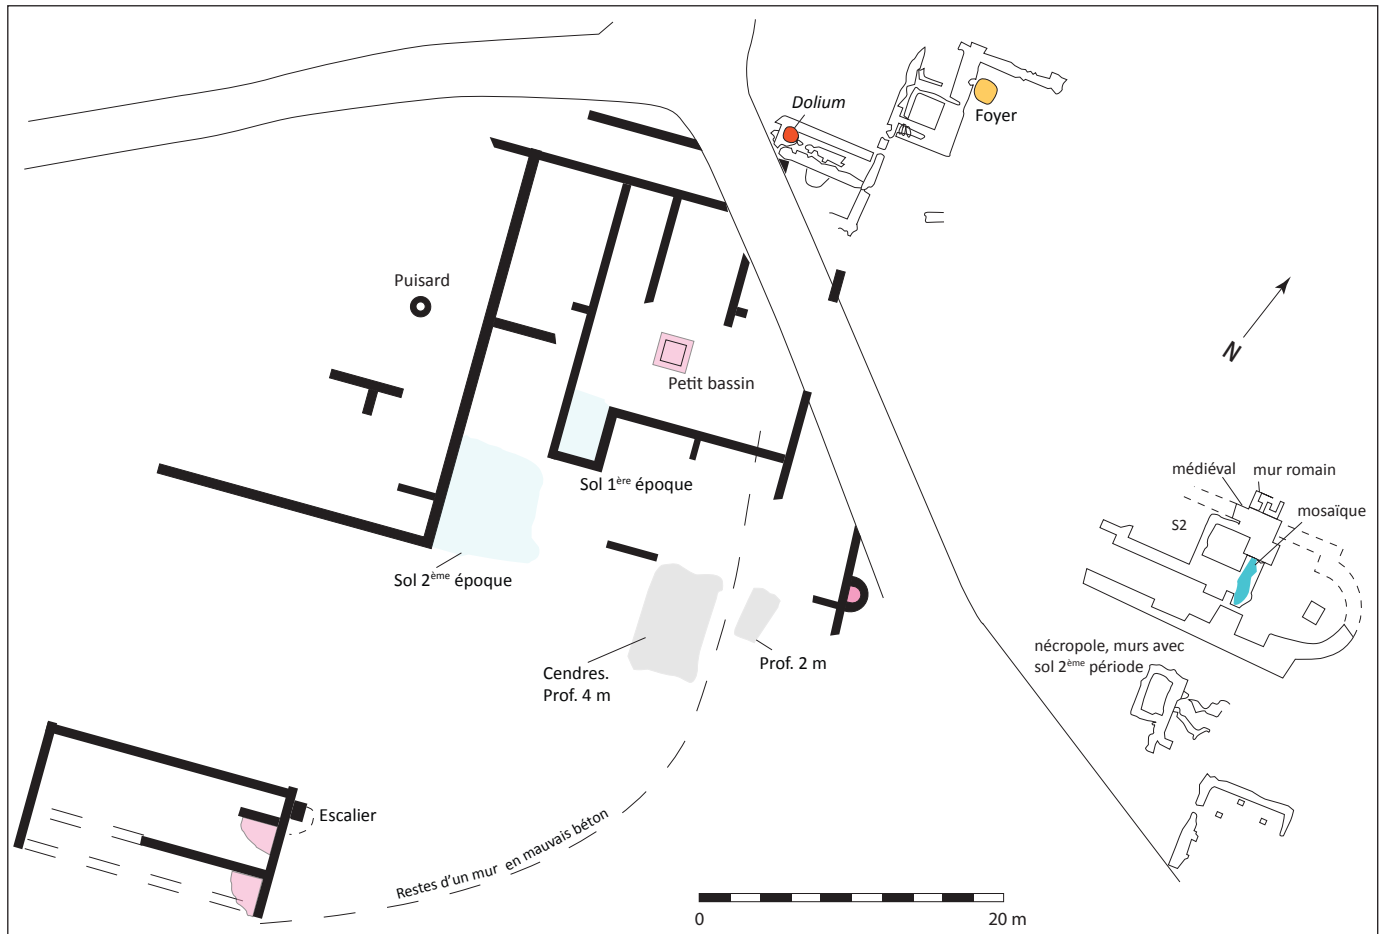 Dolium
Foyer
Puisard
Petit bassin
N
médiéval
mur romain
S2
mosaïque
Sol 1ère époque
Sol 2ème époque
nécropole, murs avec
sol 2ème période
Prof. 2 m
Cendres.
Prof. 4 m
Escalier
Restes d'un mur en mauvais béton
0
20 m